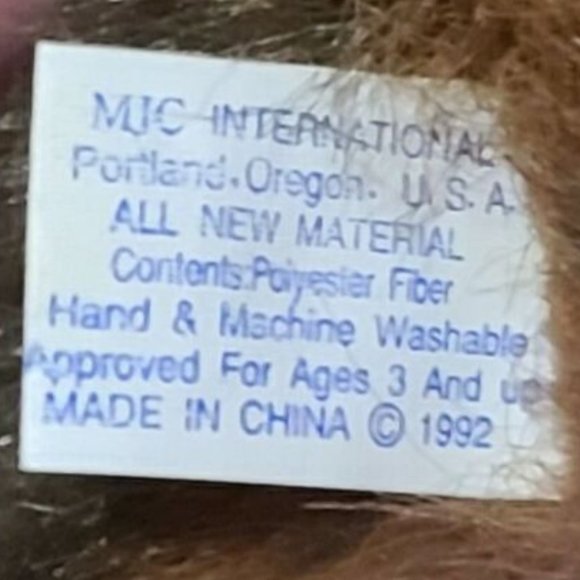 MJC INTERNATIONAL.
Portland, Oregon. U.S.A.
ALL NEW MATERIAL
Contents:Polyester Fiber
Hand & Machine Washable
Approved For Ages 3 And up
MADE IN CHINA © 1992